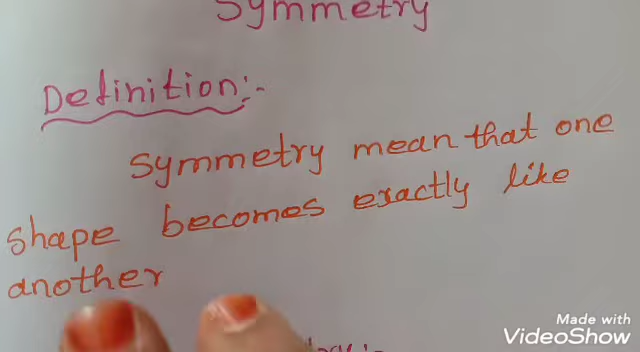 Symmetry
Definition:-
Symmetry mean that one
shape becomes exactly like
another
Made with
VideoShow